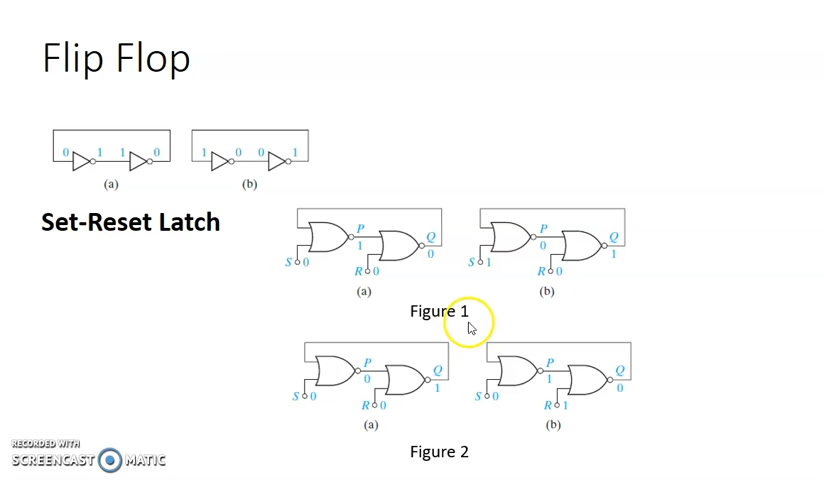 Flip Flop
0 1 1 0
1 0 0 1
(a)
(b)
Set-Reset Latch
P
1
Q
0
S 0
R 0
(a)
P
0
Q
1
S 1
R 0
(b)
Figure 1
P
0
Q
1
S 0
R 0
(a)
P
1
Q
0
S 0
R 1
(b)
Figure 2
RECORDED WITH
SCREENCAST MATIC